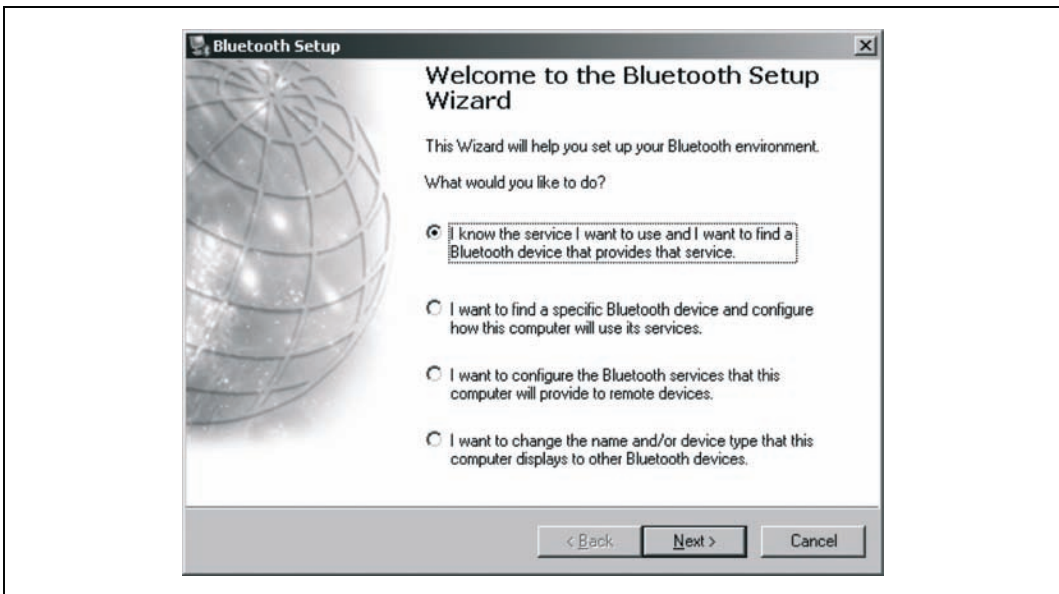 Bluetooth Setup
Welcome to the Bluetooth Setup
Wizard
This Wizard will help you set up your Bluetooth environment.
What would you like to do?
I know the service I want to use and I want to find a
Bluetooth device that provides that service.
I want to find a specific Bluetooth device and configure
how this computer will use its services.
I want to configure the Bluetooth services that this
computer will provide to remote devices.
I want to change the name and/or device type that this
computer displays to other Bluetooth devices.
< Back Next > Cancel